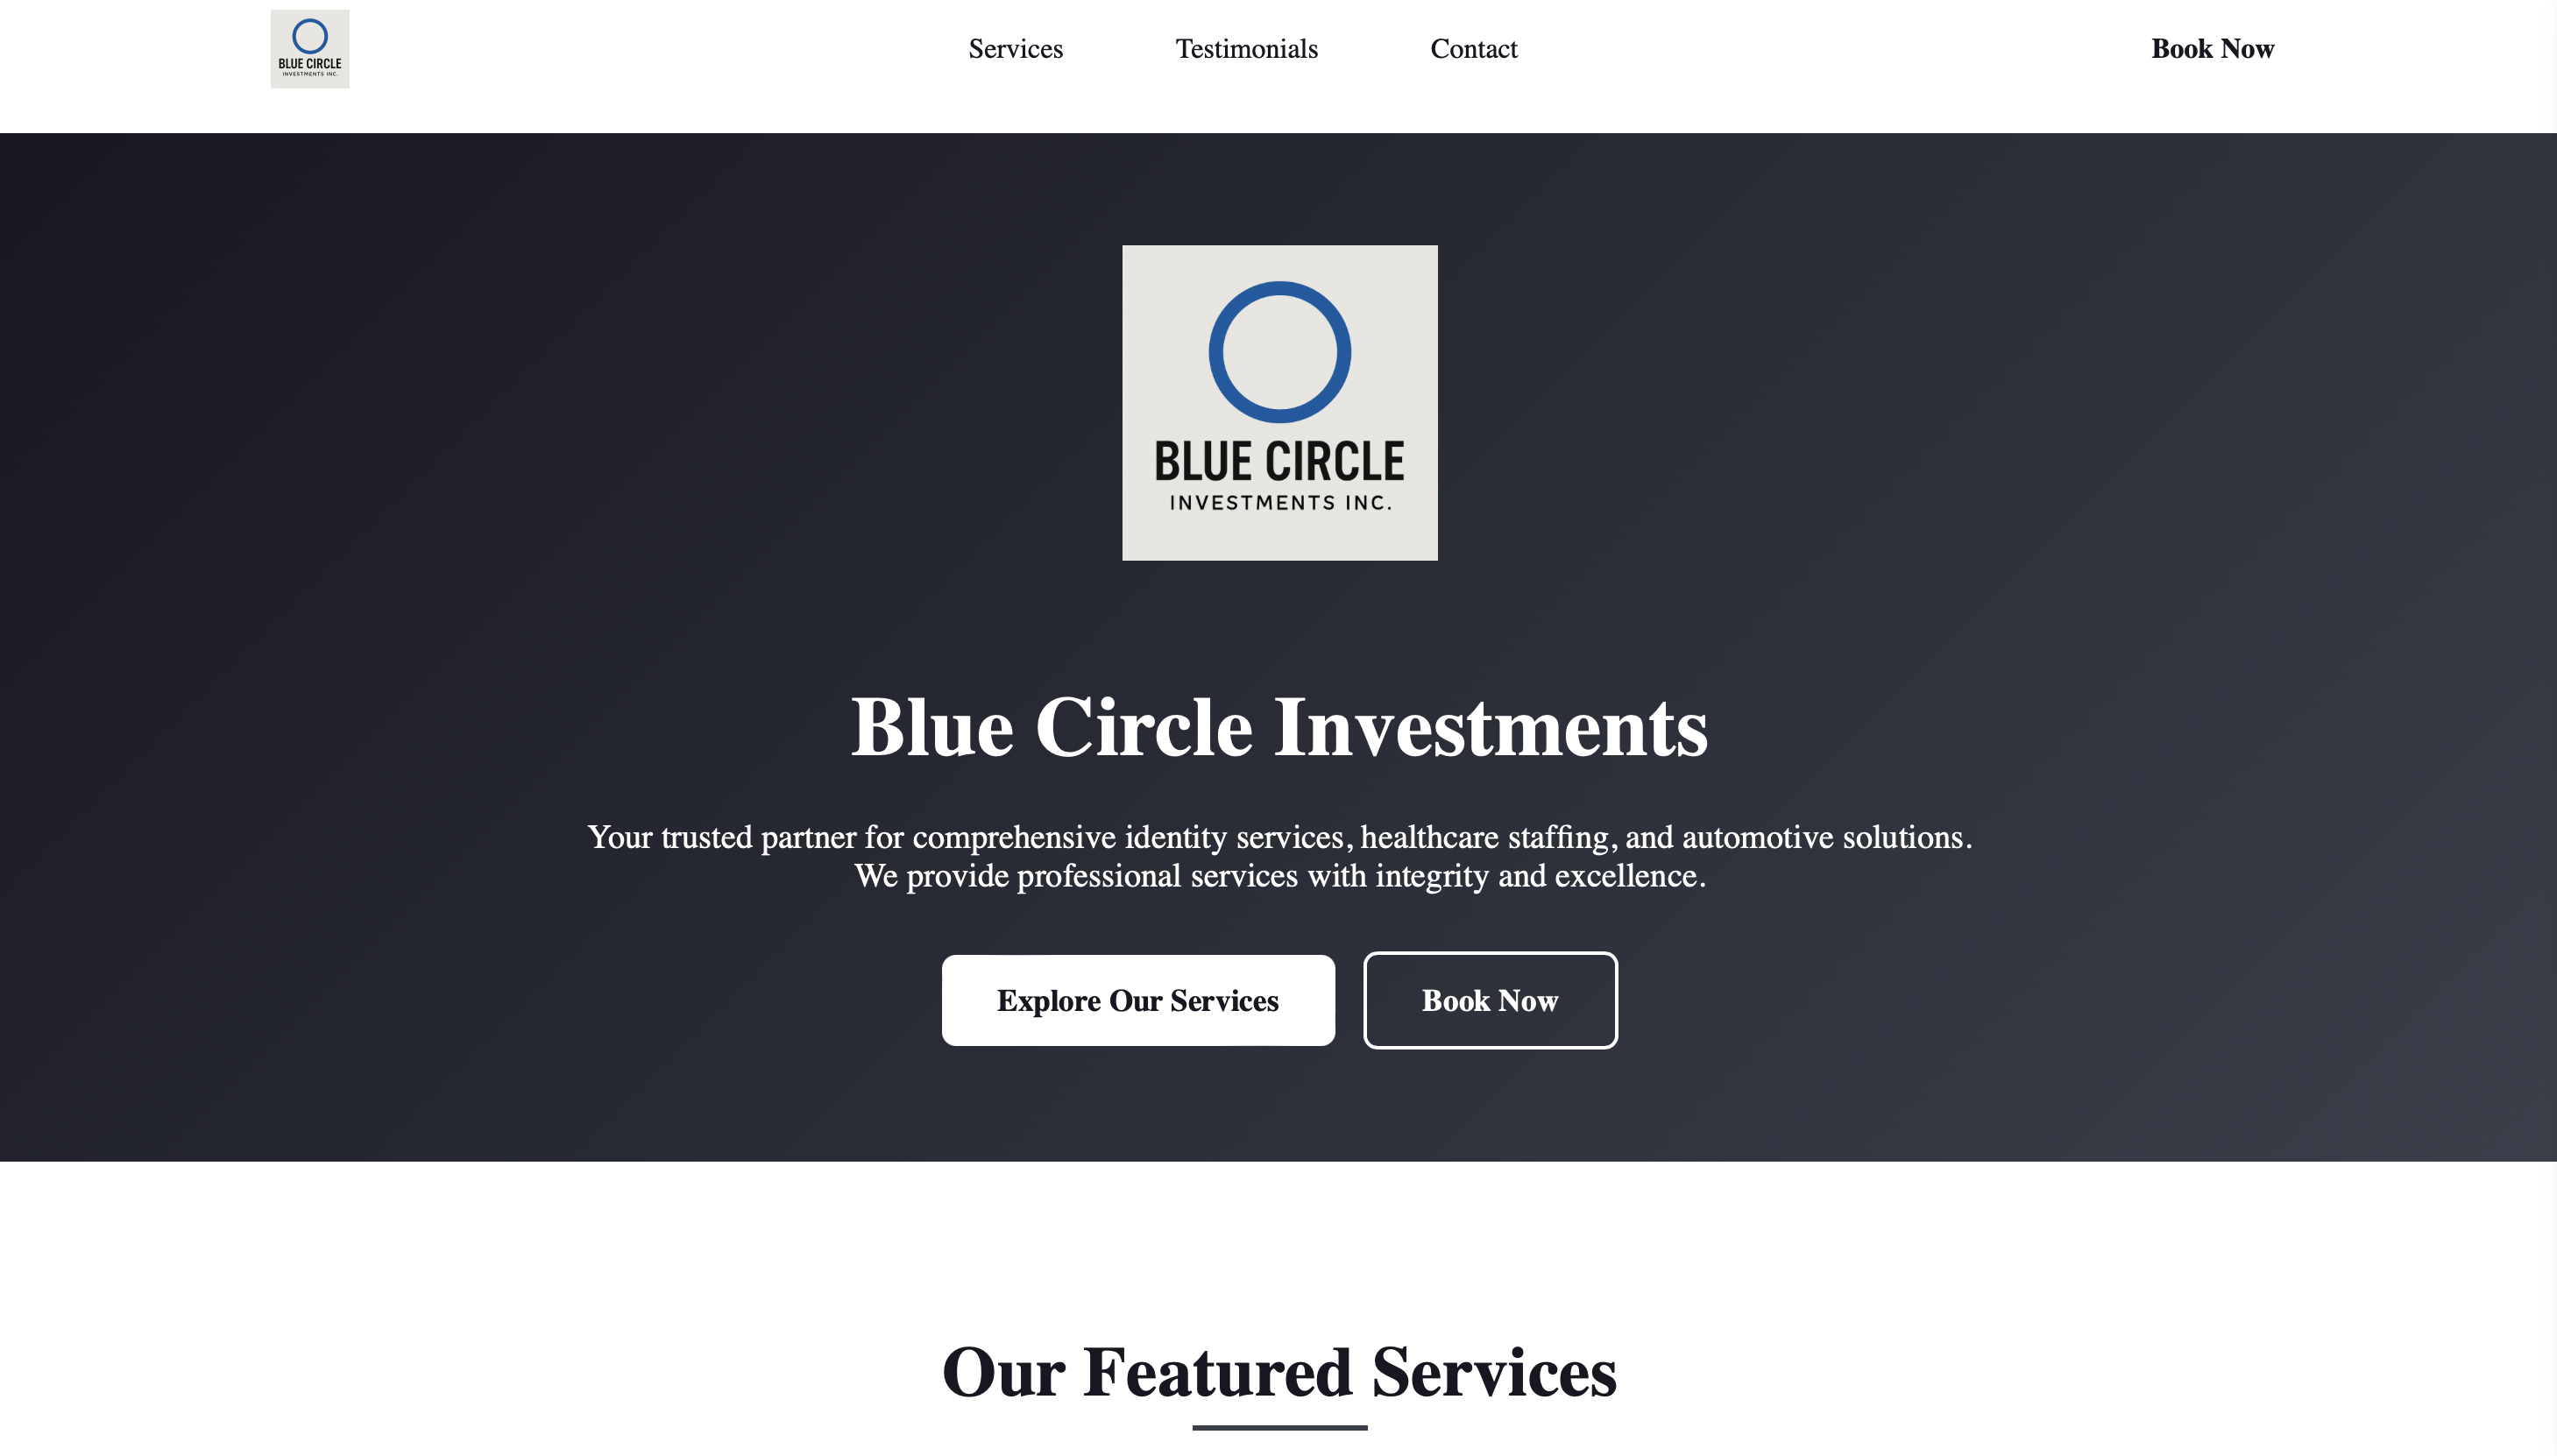 BLUE CIRCLE
INVESTMENTS INC.
Services
Testimonials
Contact
Book Now
BLUE CIRCLE
INVESTMENTS INC.
Blue Circle Investments
Your trusted partner for comprehensive identity services, healthcare staffing, and automotive solutions.
We provide professional services with integrity and excellence.
Explore Our Services
Book Now
Our Featured Services